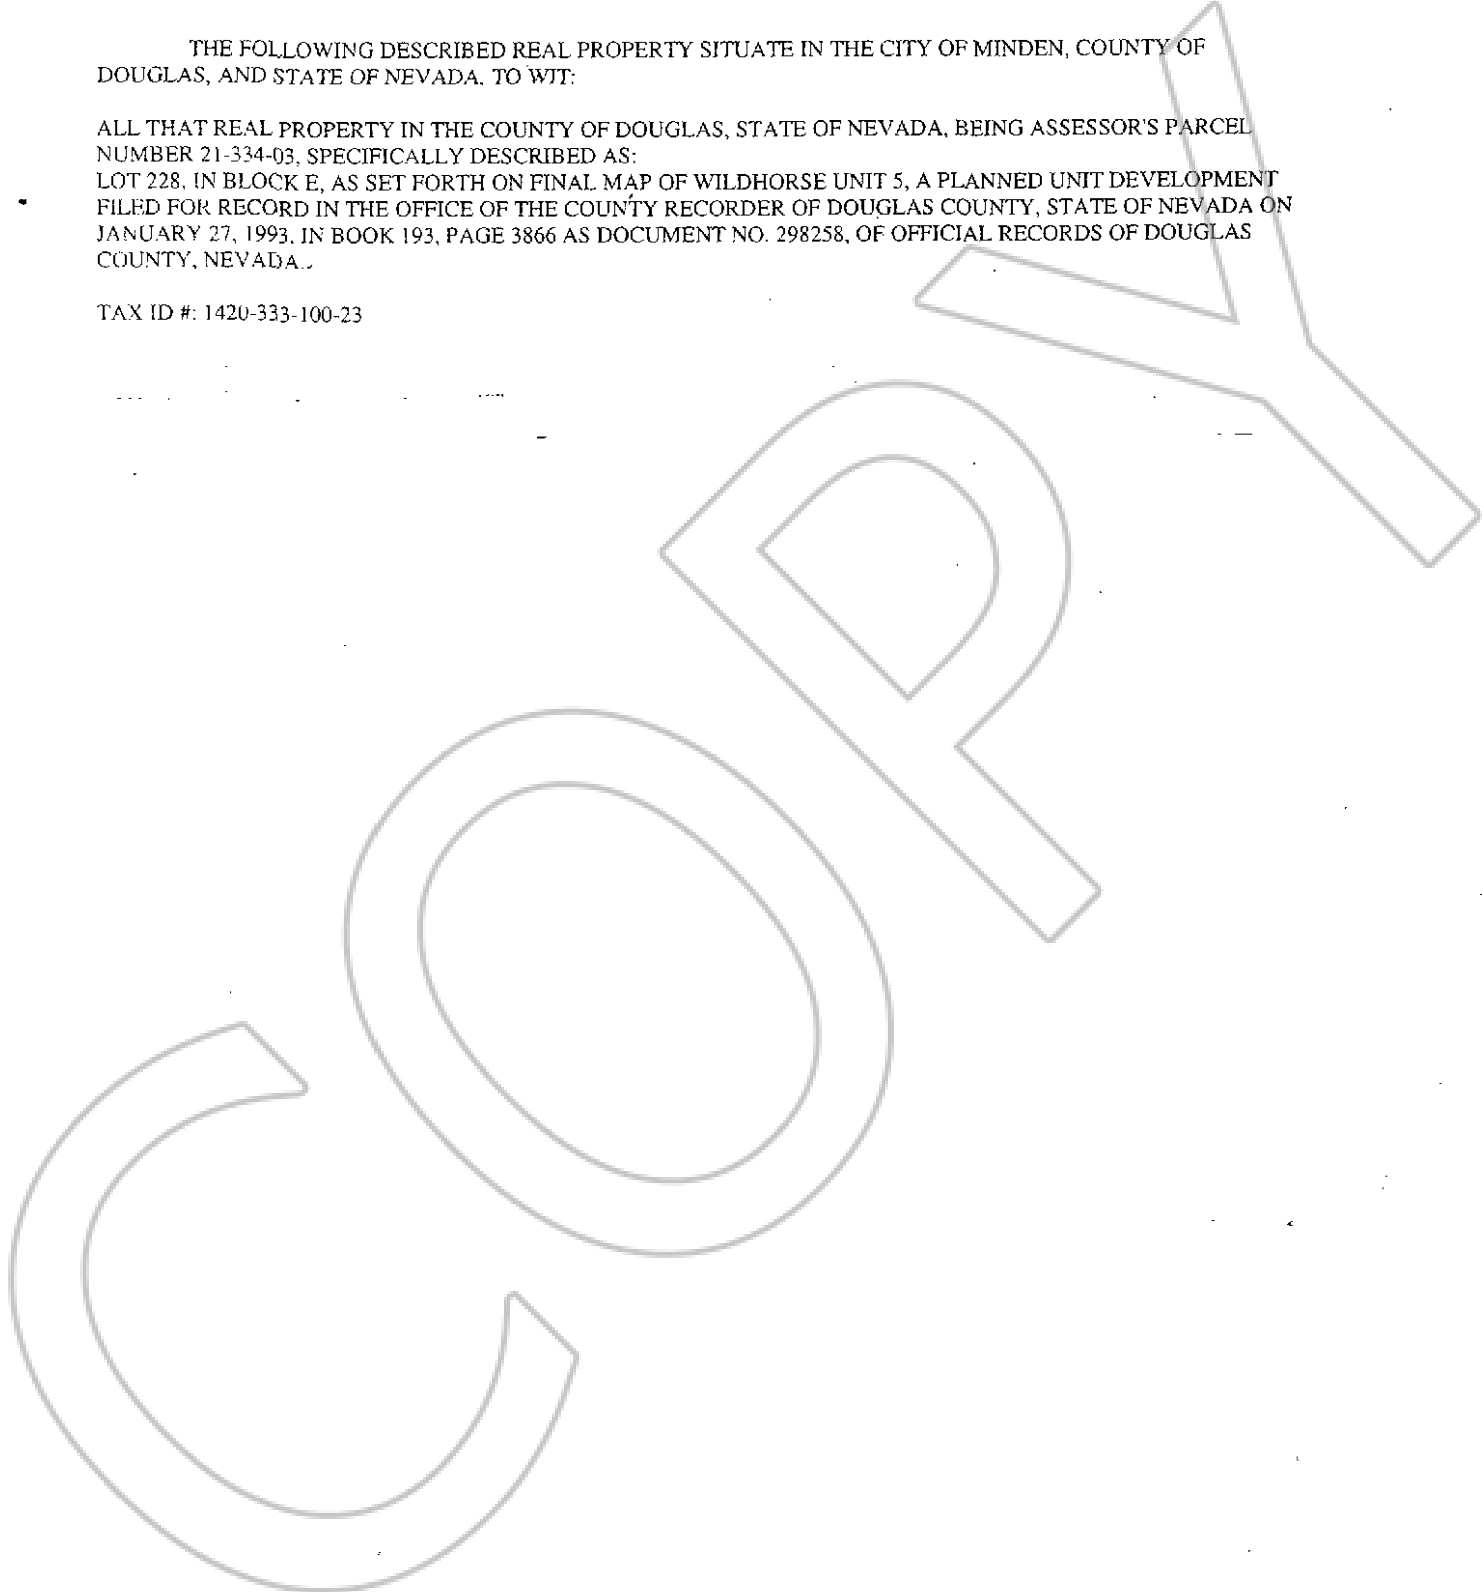 THE FOLLOWING DESCRIBED REAL PROPERTY SITUATE IN THE CITY OF MINDEN, COUNTY OF
DOUGLAS, AND STATE OF NEVADA, TO WIT:
ALL THAT REAL PROPERTY IN THE COUNTY OF DOUGLAS, STATE OF NEVADA, BEING ASSESSOR'S PARCEL
NUMBER 21-334-03, SPECIFICALLY DESCRIBED AS:
LOT 228, IN BLOCK E, AS SET FORTH ON FINAL MAP OF WILDHORSE UNIT 5, A PLANNED UNIT DEVELOPMENT
FILED FOR RECORD IN THE OFFICE OF THE COUNTY RECORDER OF DOUGLAS COUNTY, STATE OF NEVADA ON
JANUARY 27, 1993, IN BOOK 193, PAGE 3866 AS DOCUMENT NO. 298258, OF OFFICIAL RECORDS OF DOUGLAS
COUNTY, NEVADA..
TAX ID #: 1420-333-100-23
COPY